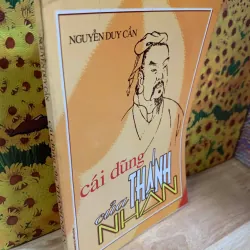 NGUYỄN DUY CẦN
cái dũng
của THÁNH
NHÂN